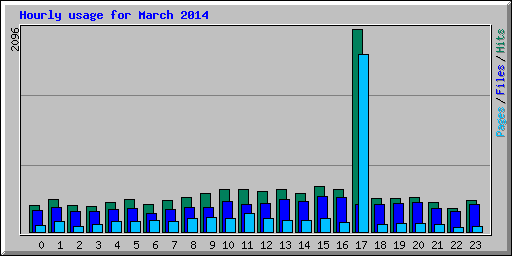 Hourly usage for March 2014
2096
Pages / Files / Hits
0 1 2 3 4 5 6 7 8 9 10 11 12 13 14 15 16 17 18 19 20 21 22 23